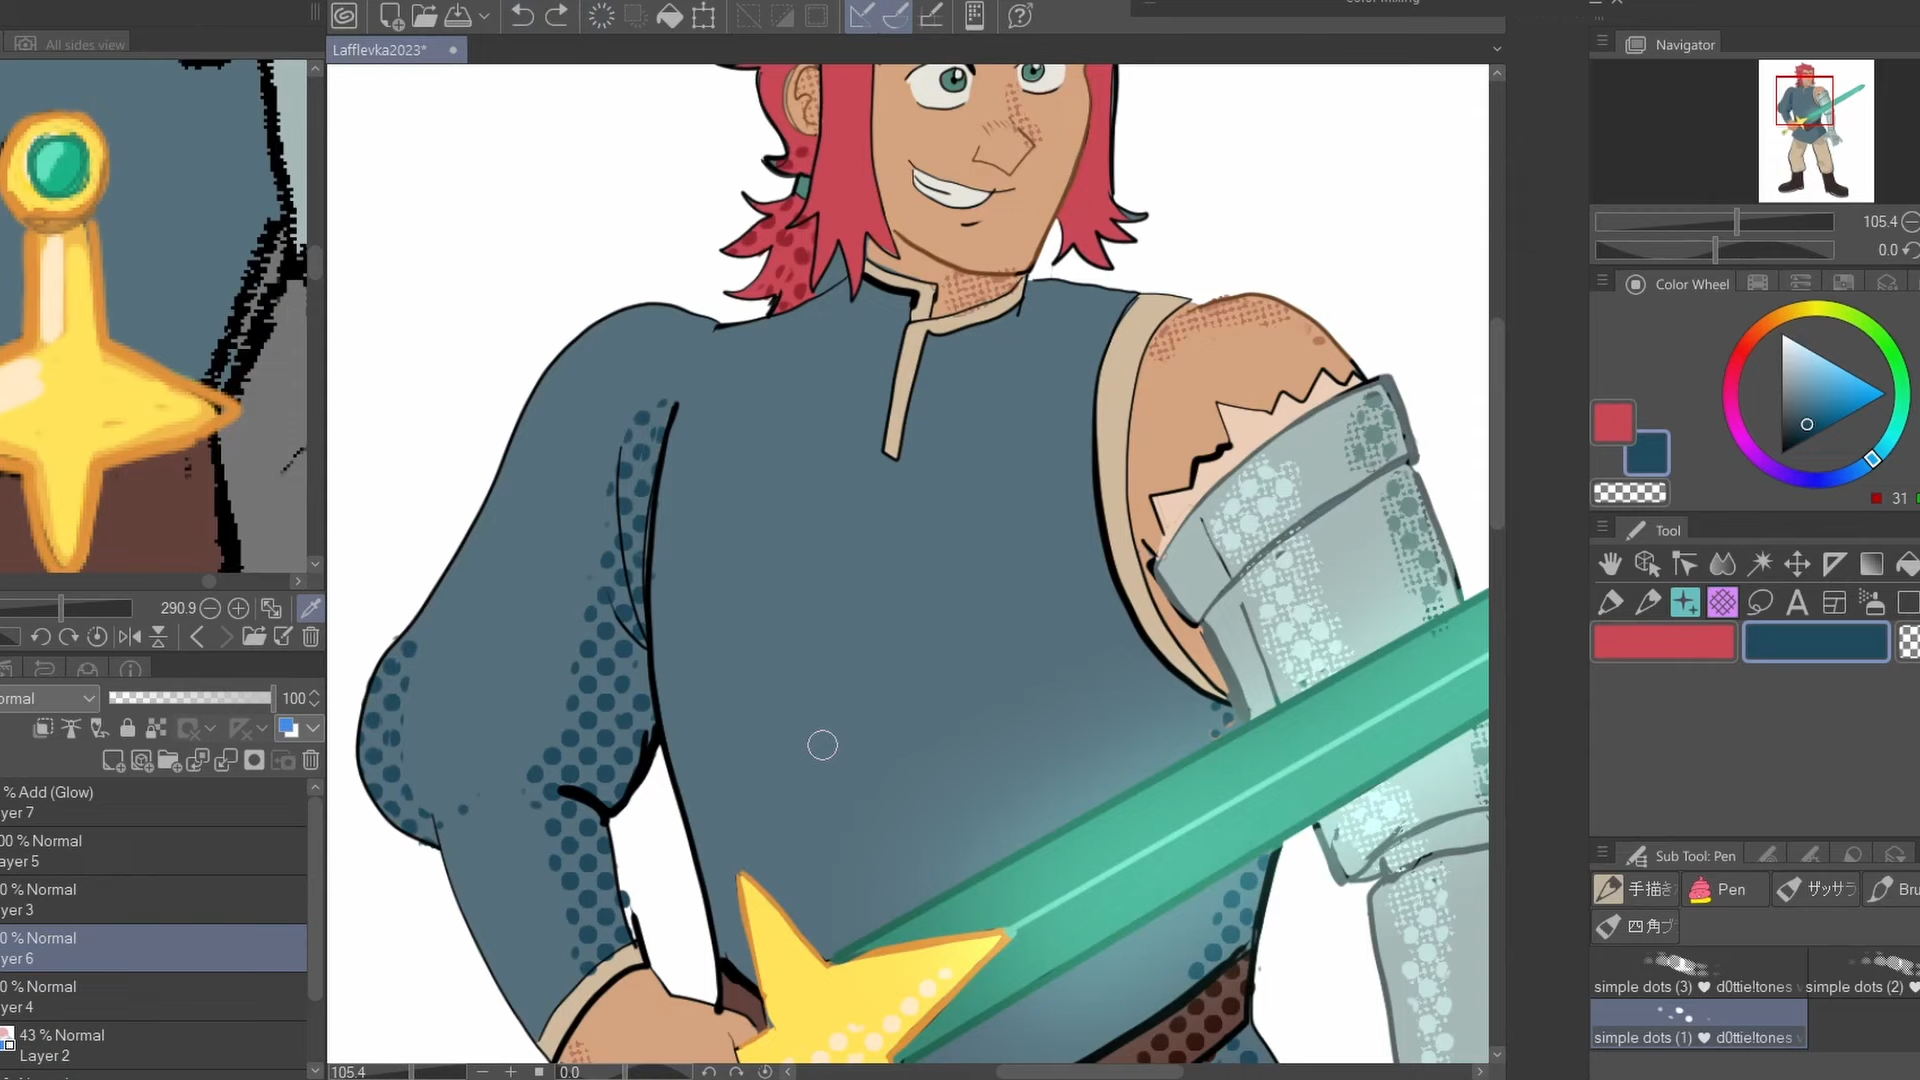 All sides view
Lafflevka2023*
Navigator
105.4
0.0
Color Wheel
31
Tool
290.9
100
% Add (Glow)
yer 7
00 % Normal
ayer 5
0 % Normal
yer 3
0 % Normal
yer 6
0 % Normal
yer 4
43 % Normal
Layer 2
Sub Tool: Pen
手描き
Pen
ザッサラ
Bru
四角ブ
simple dots (3) ♥ d0ttie!tones
simple dots (2) ♥
simple dots (1) ♥ d0ttie!tones
105.4
0.0